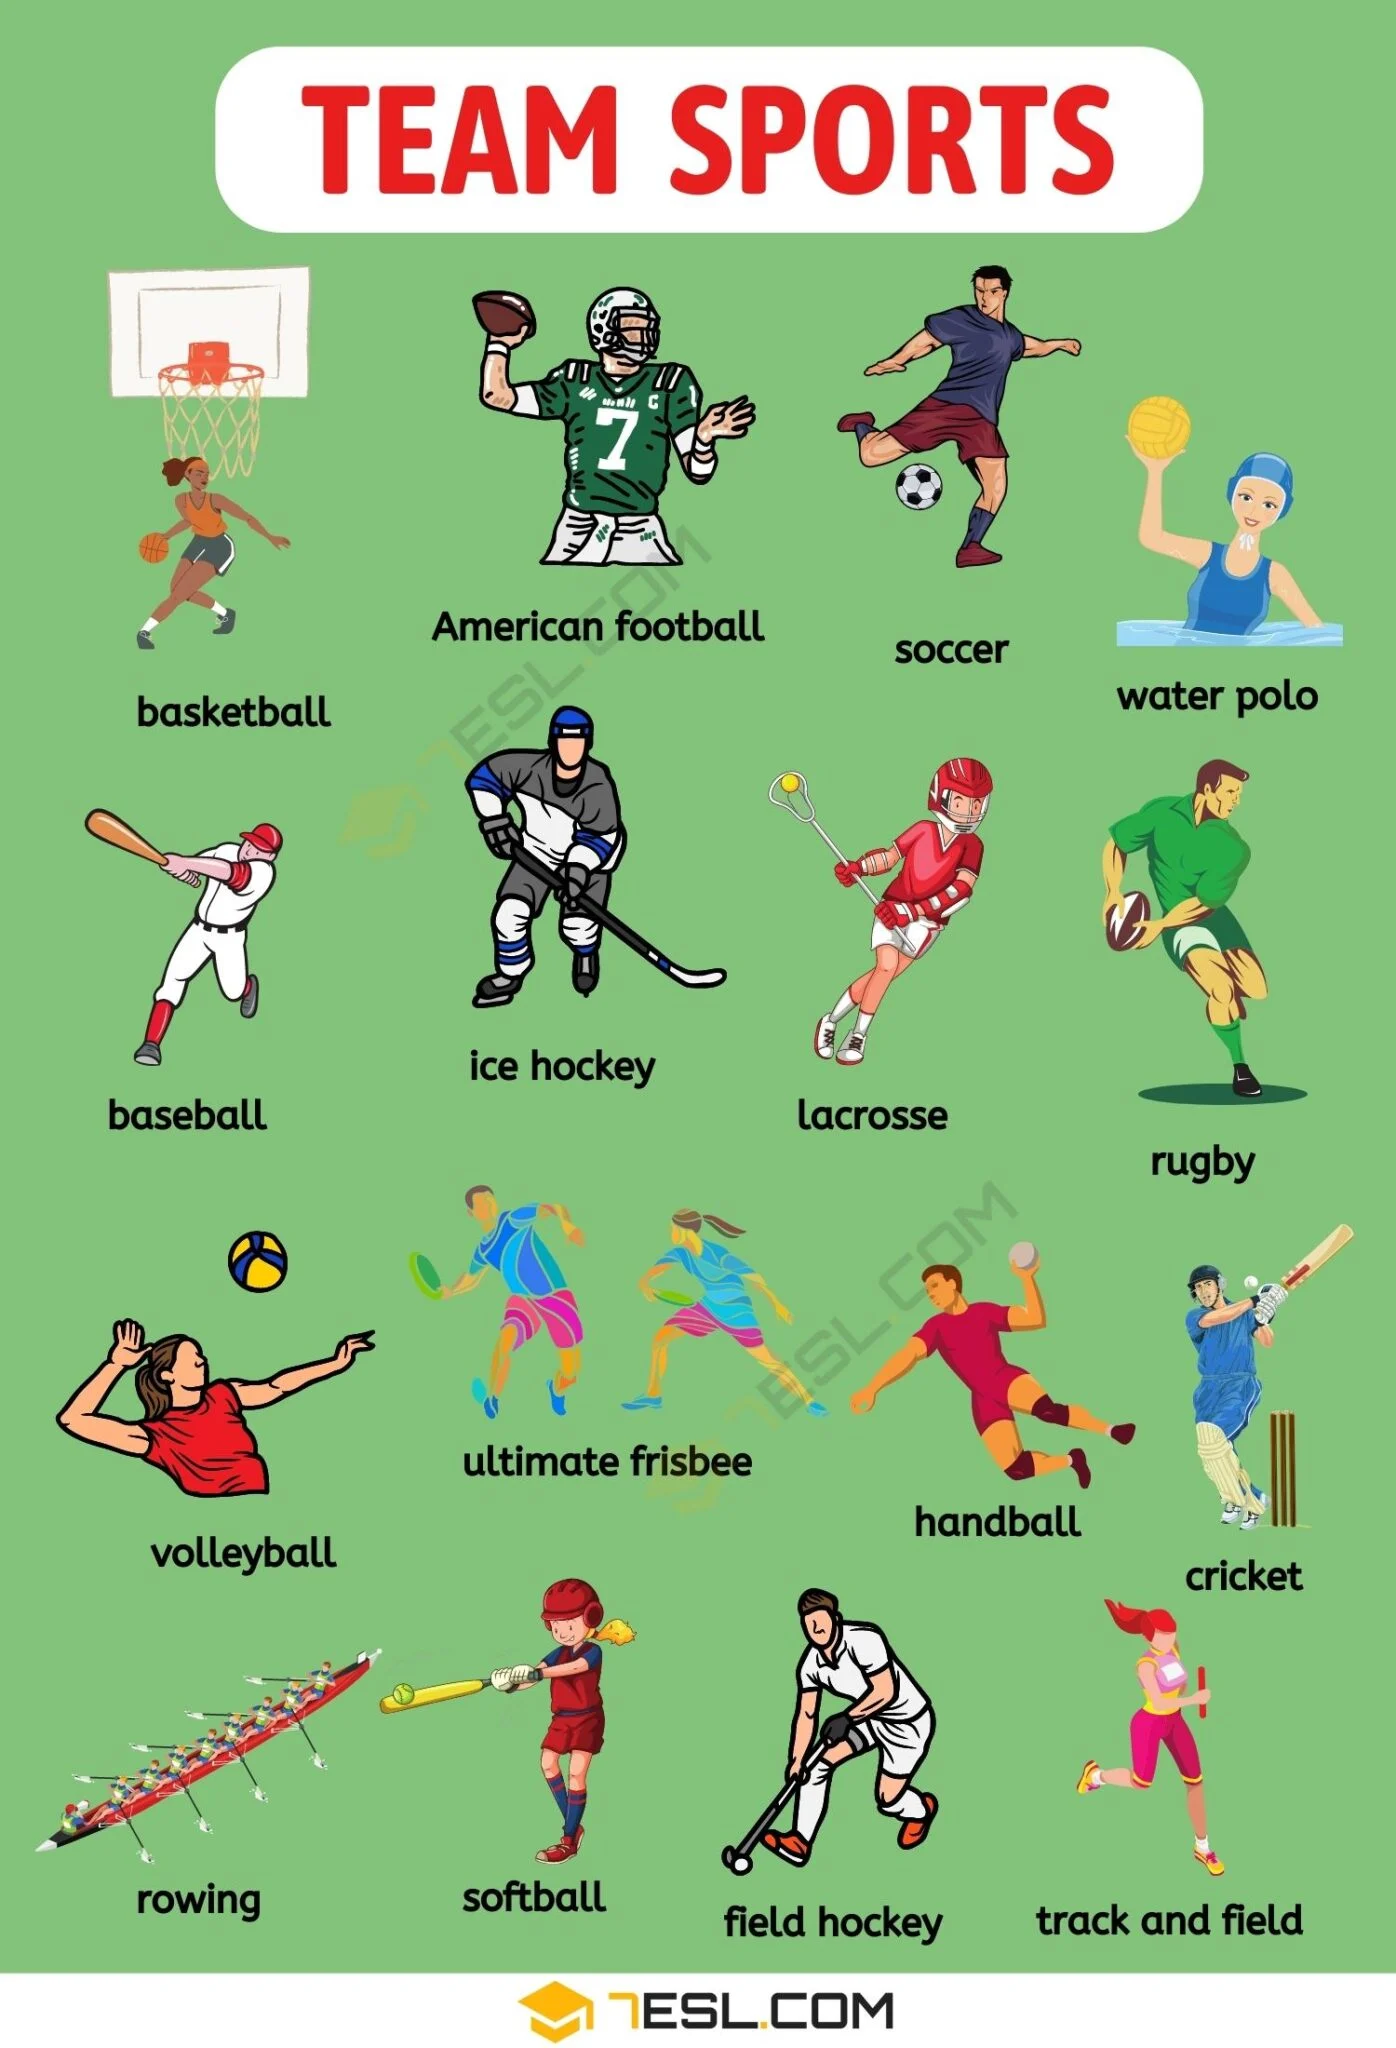 TEAM SPORTS
7
C
basketball
American football
soccer
water polo
7ESL.COM
baseball
ice hockey
lacrosse
rugby
volleyball
ultimate frisbee
handball
cricket
7ESL.COM
rowing
softball
field hockey
track and field
7ESL.COM